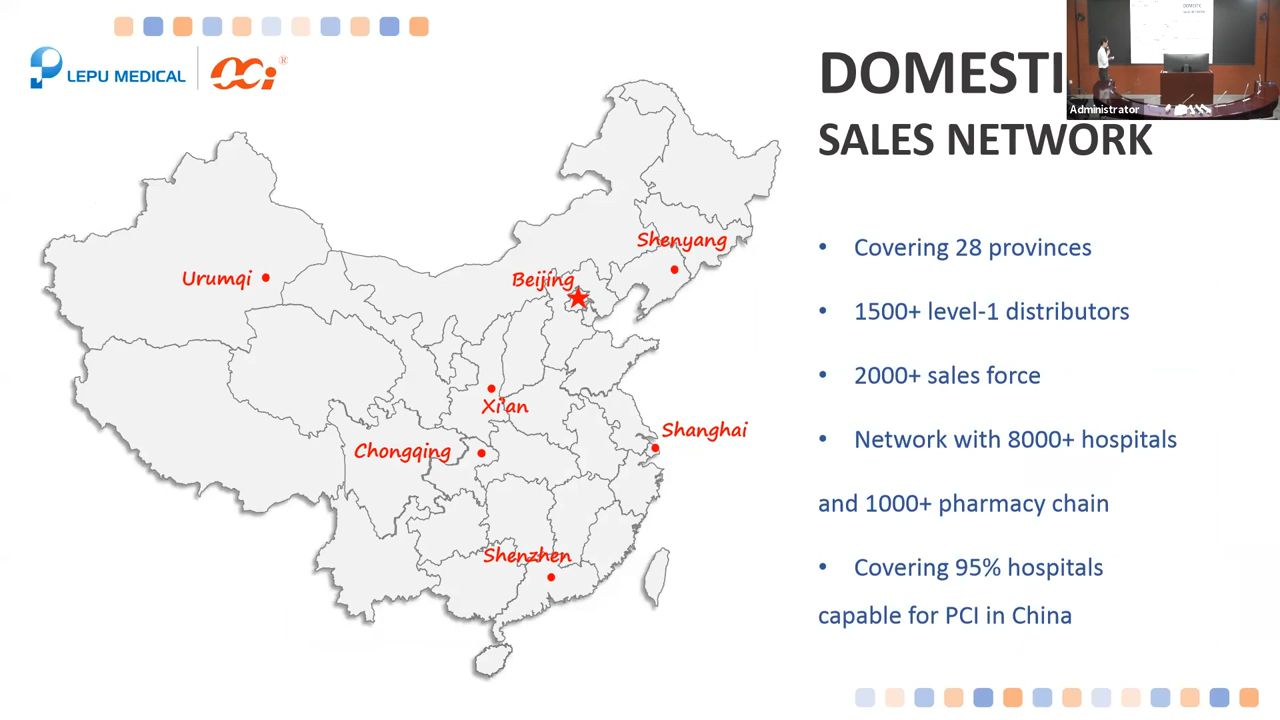 LEPU MEDICAL
OCi®
DOMESTI
SALES NETWORK
Administrator
Urumqi
Beijing
Shenyang
Xi'an
Chongqing
Shanghai
Shenzhen
• Covering 28 provinces
• 1500+ level-1 distributors
• 2000+ sales force
• Network with 8000+ hospitals
and 1000+ pharmacy chain
• Covering 95% hospitals
capable for PCI in China